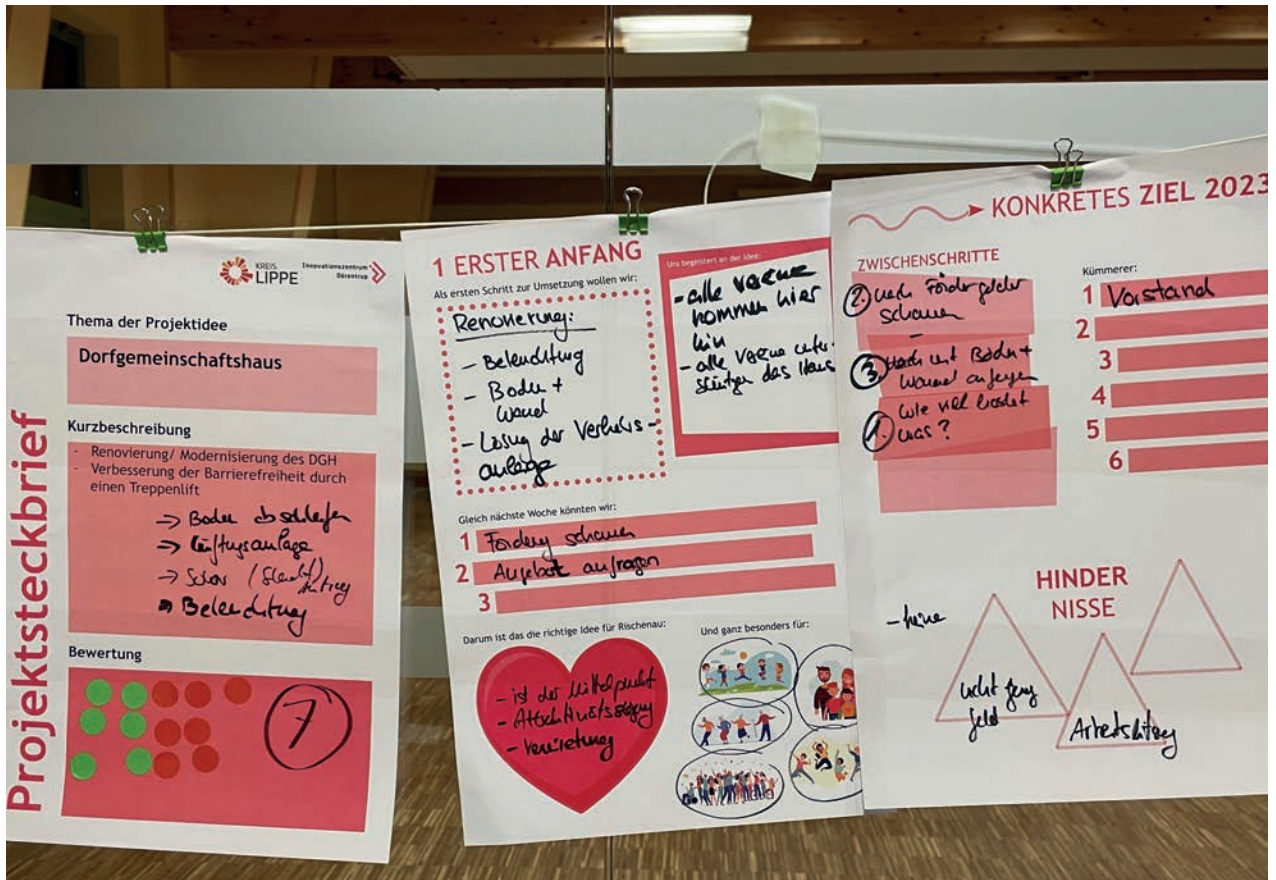 Projektsteckbrief
KREIS
LIPPE
Innovationszentrum
Dörentrup
Thema der Projektidee
Dorfgemeinschaftshaus
Kurzbeschreibung
- Renovierung/ Modernisierung des DGH
- Verbesserung der Barrierefreiheit durch
einen Treppenlift
→ Boden abschleifen
→ Lüftungsanlage
→ Beleuchtung
Bewertung
7
1 ERSTER ANFANG
Als ersten Schritt zur Umsetzung wollen wir:
Renovierung:
- Beleuchtung
- Boden +
Wand
- Lösung der Verkehrs-
anlage
Uns begeistert an der Idee:
- alle Vereine
kommen hier
hin
- alle Vereine unter-
stützen das Haus
Gleich nächste Woche könnten wir:
1 Förderung schauen
2 Angebot anfragen
3
Darum ist das die richtige Idee für Rischenau:
- ist der Mittelpunkt
- Attraktivitätssteigerung
- Vermietung
Und ganz besonders für:
KONKRETES ZIEL 2023
ZWISCHENSCHRITTE
2. nach Fördergelder
schauen
3. mit Boden +
Wand anfangen
1. wie viel kostet
was?
Kümmerer:
1 Vorstand
2
3
4
5
6
HINDER
NISSE
- keine
nicht genug
Geld